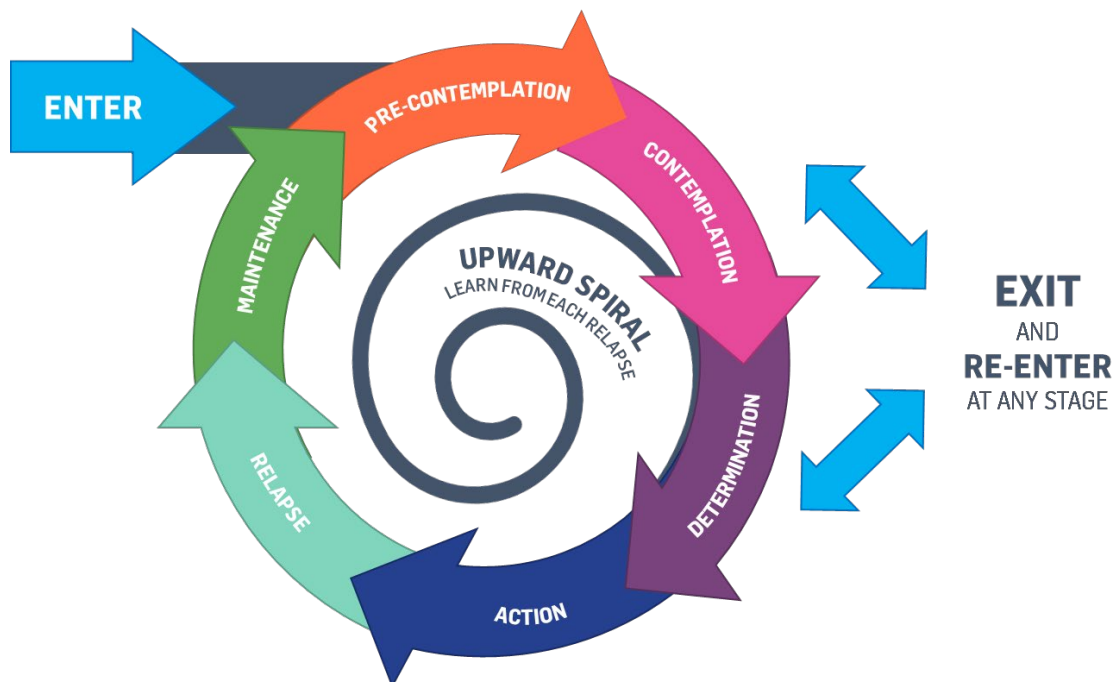 ENTER
PRE-CONTEMPLATION
CONTEMPLATION
DETERMINATION
ACTION
RELAPSE
MAINTENANCE
UPWARD SPIRAL
LEARN FROM EACH RELAPSE
EXIT
AND
RE-ENTER
AT ANY STAGE